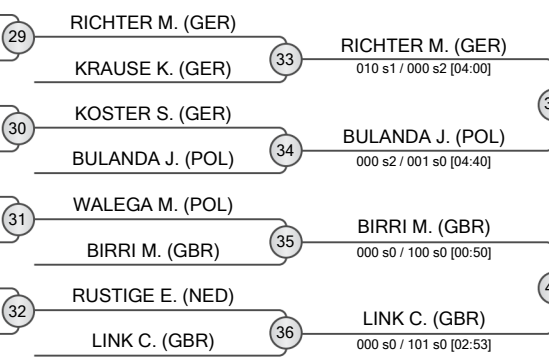 29
RICHTER M. (GER)
KRAUSE K. (GER)
33
RICHTER M. (GER)
010 s1 / 000 s2 [04:00]
30
KOSTER S. (GER)
BULANDA J. (POL)
34
BULANDA J. (POL)
000 s2 / 001 s0 [04:40]
31
WALEGA M. (POL)
BIRRI M. (GBR)
35
BIRRI M. (GBR)
000 s0 / 100 s0 [00:50]
32
RUSTIGE E. (NED)
LINK C. (GBR)
36
LINK C. (GBR)
000 s0 / 101 s0 [02:53]